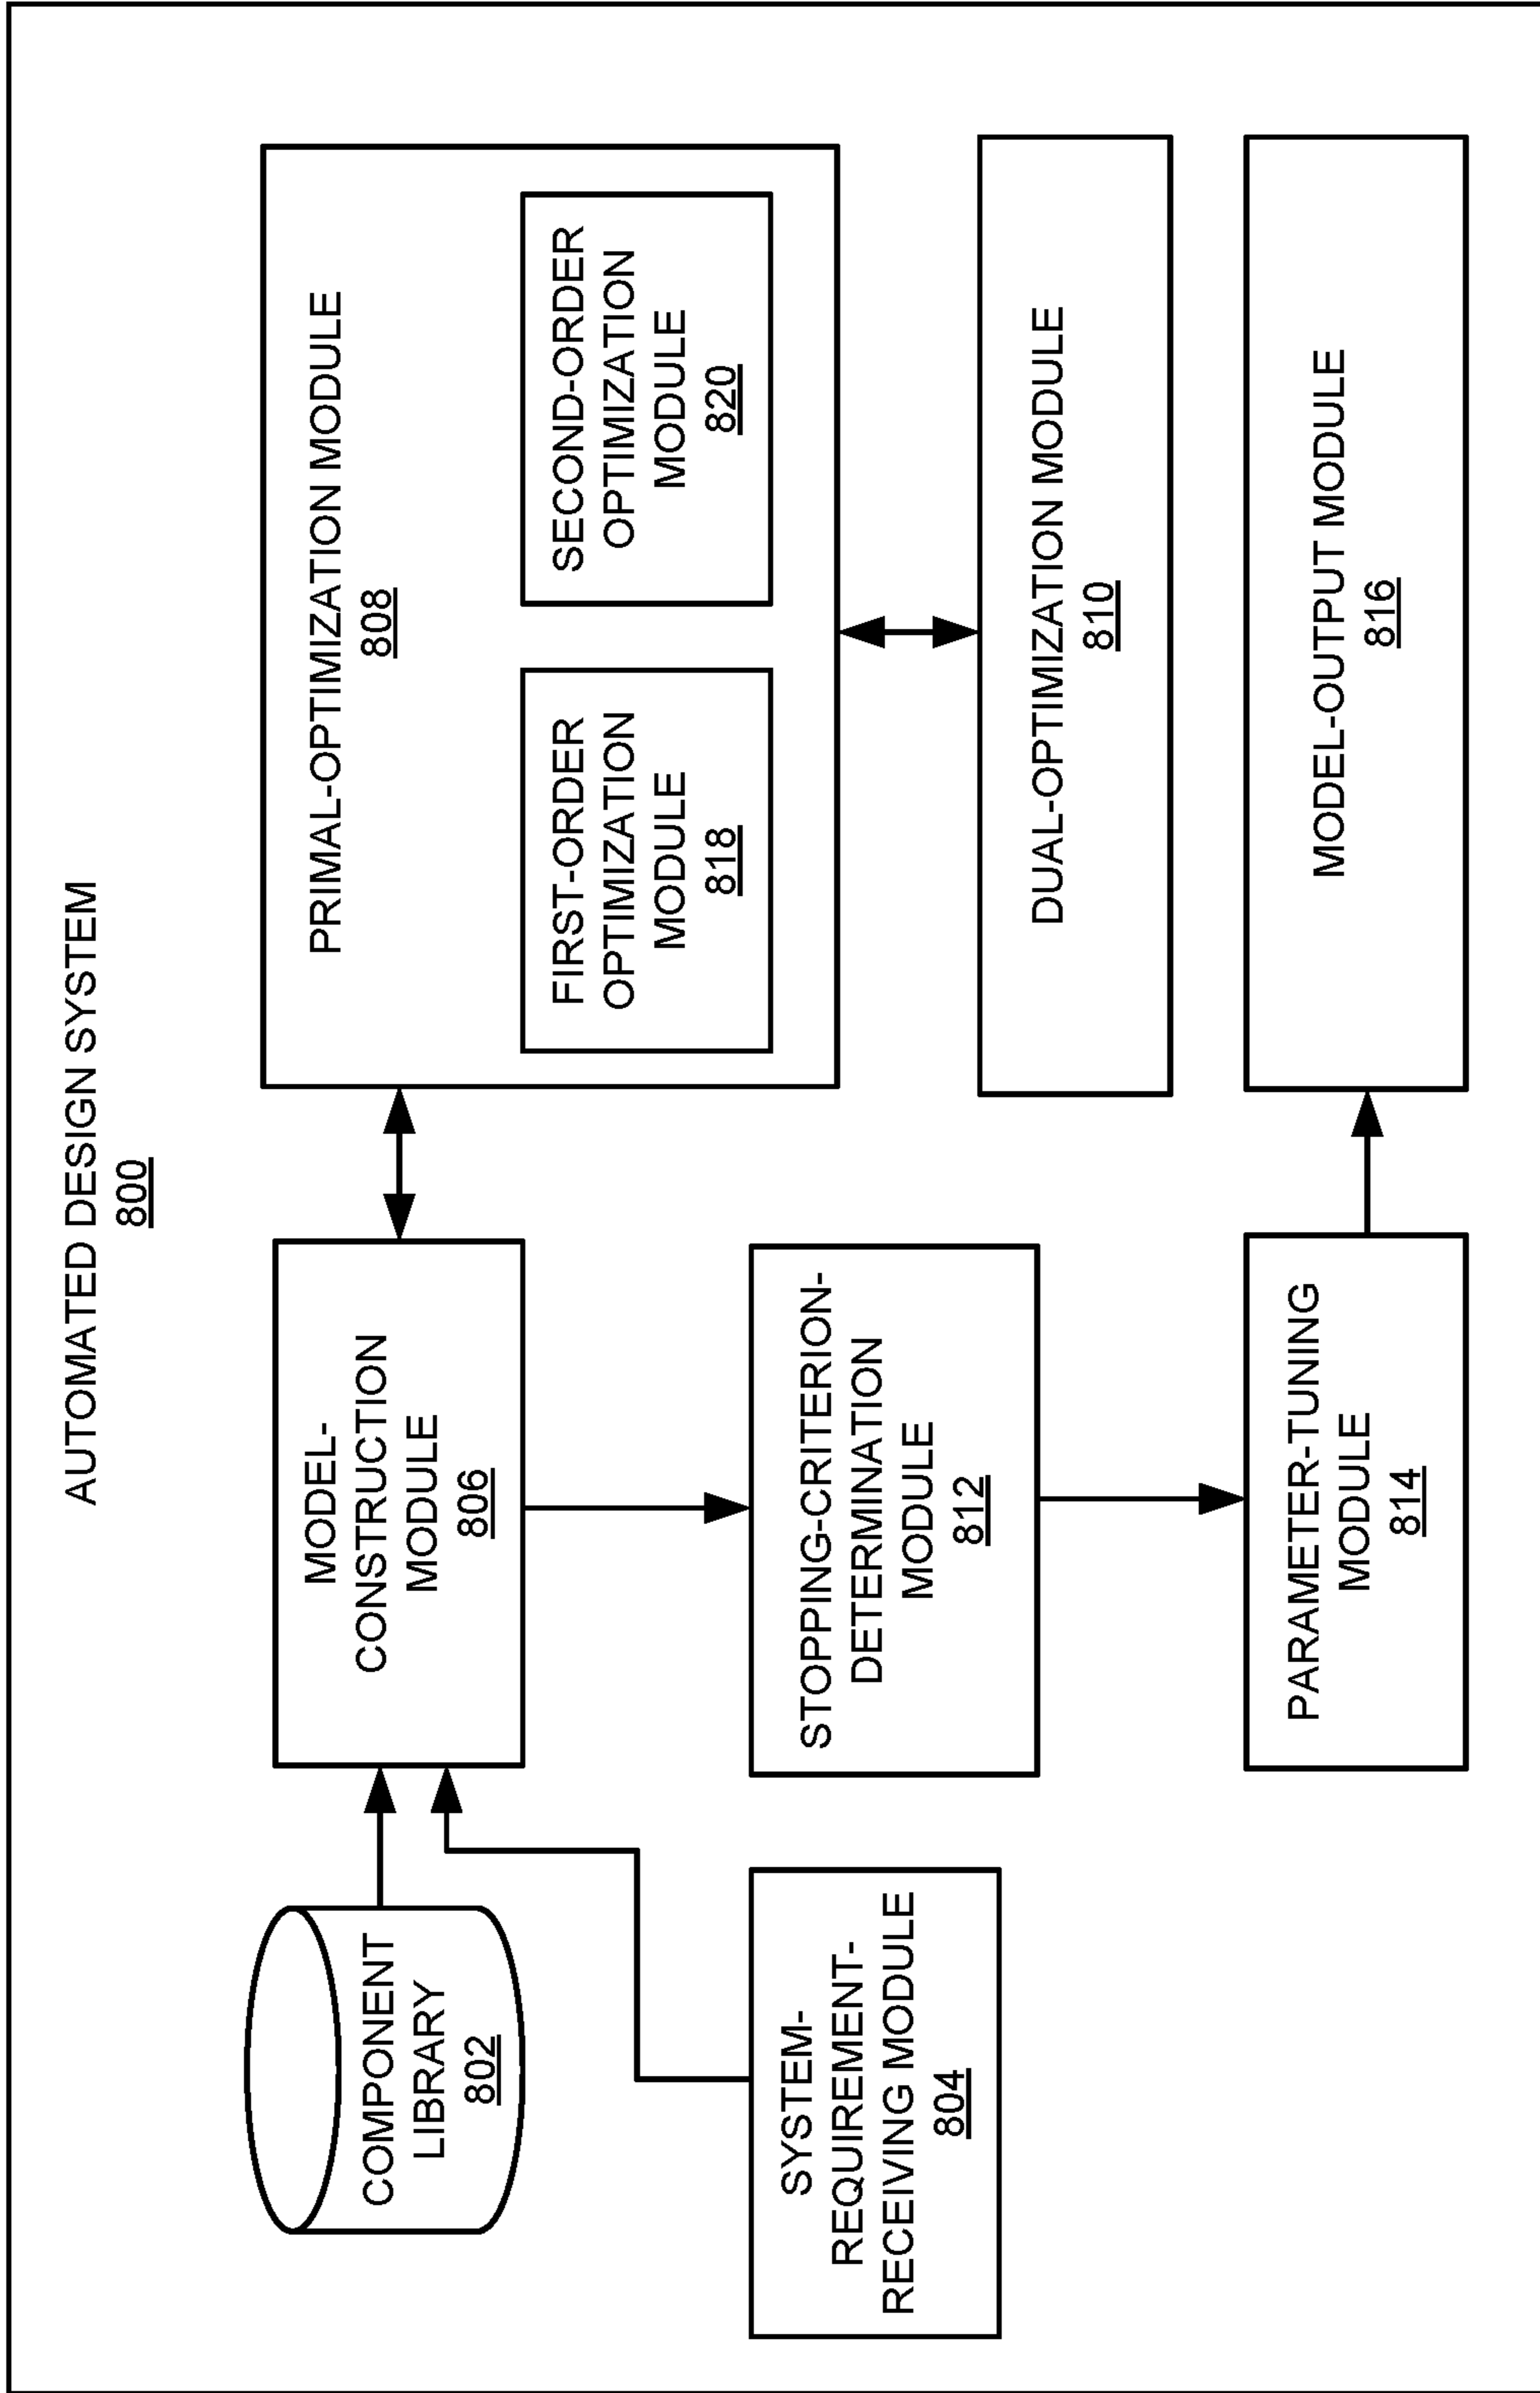 AUTOMATED DESIGN SYSTEM
800
COMPONENT
LIBRARY
802
SYSTEM-
REQUIREMENT-
RECEIVING MODULE
804
MODEL-
CONSTRUCTION
MODULE
806
STOPPING-CRITERION-
DETERMINATION
MODULE
812
PARAMETER-TUNING
MODULE
814
PRIMAL-OPTIMIZATION MODULE
808
FIRST-ORDER
OPTIMIZATION
MODULE
818
SECOND-ORDER
OPTIMIZATION
MODULE
820
DUAL-OPTIMIZATION MODULE
810
MODEL-OUTPUT MODULE
816